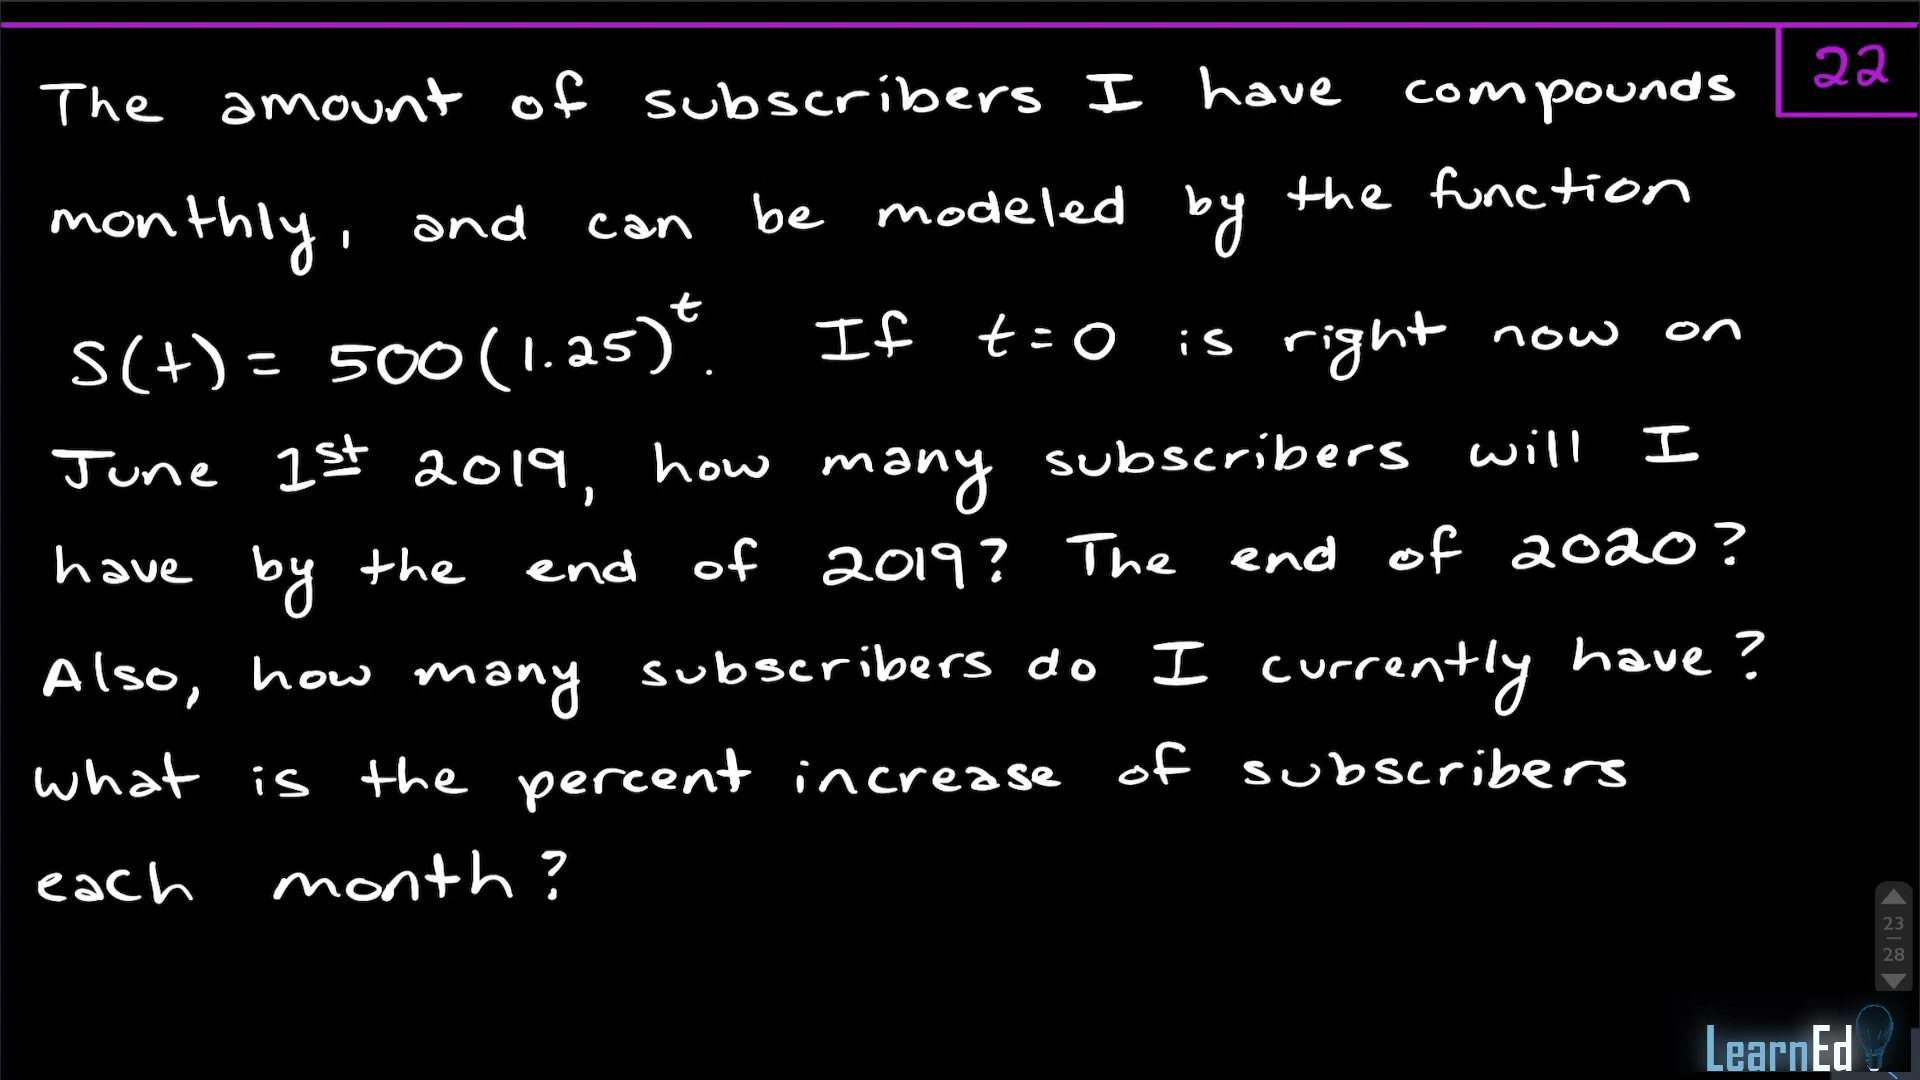 22
The amount of subscribers I have compounds
monthly, and can be modeled by the function
S(t) = 500(1.25)^t. If t=0 is right now on
June 1st 2019, how many subscribers will I
have by the end of 2019? The end of 2020?
Also, how many subscribers do I currently have?
What is the percent increase of subscribers
each month?
23
28
LearnEd